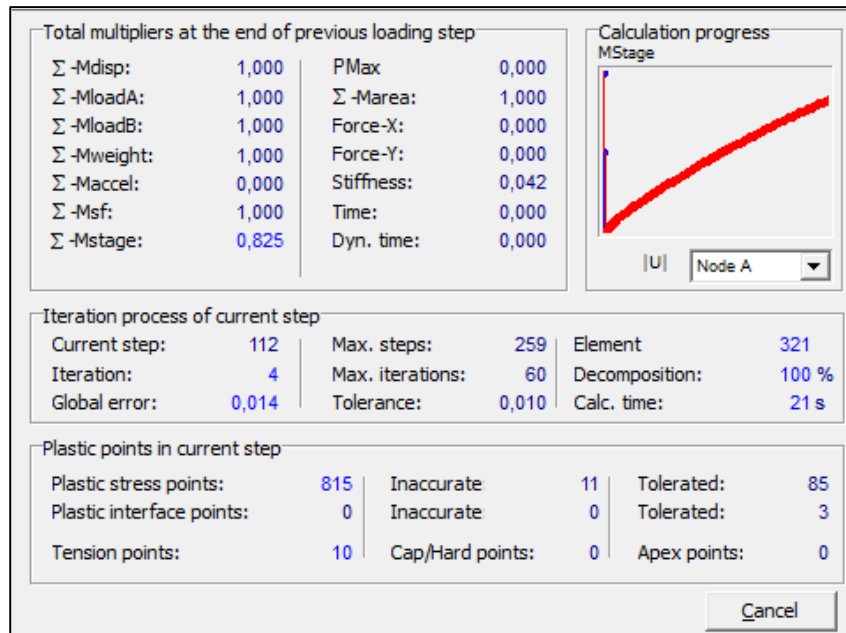 Total multipliers at the end of previous loading step
Σ -Mdisp: 1,000 PMax 0,000
Σ -MloadA: 1,000 Σ -Marea: 1,000
Σ -MloadB: 1,000 Force-X: 0,000
Σ -Mweight: 1,000 Force-Y: 0,000
Σ -Maccel: 0,000 Stiffness: 0,042
Σ -Msf: 1,000 Time: 0,000
Σ -Mstage: 0,825 Dyn. time: 0,000
Calculation progress
MStage
|U| Node A
Iteration process of current step
Current step: 112 Max. steps: 259 Element 321
Iteration: 4 Max. iterations: 60 Decomposition: 100 %
Global error: 0,014 Tolerance: 0,010 Calc. time: 21 s
Plastic points in current step
Plastic stress points: 815 Inaccurate: 11 Tolerated: 85
Plastic interface points: 0 Inaccurate: 0 Tolerated: 3
Tension points: 10 Cap/Hard points: 0 Apex points: 0
Cancel